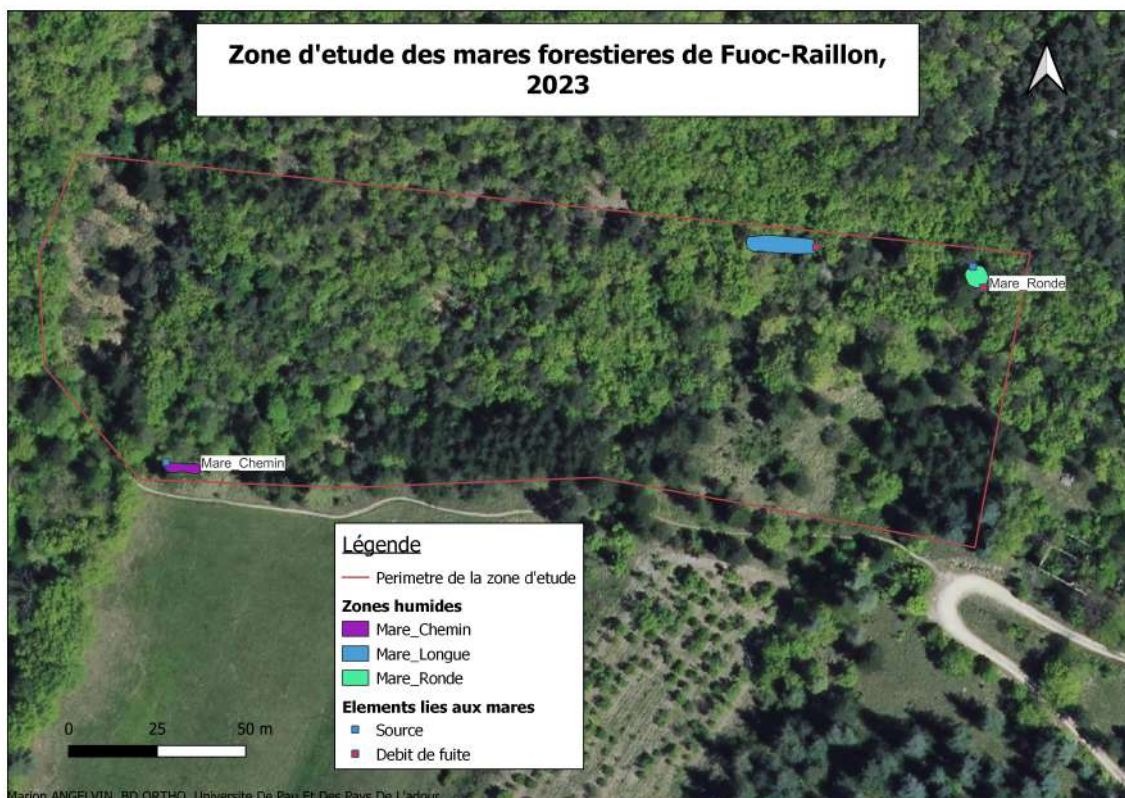 Zone d'etude des mares forestieres de Fuoc-Raillon,
2023
Mare_Ronde
Mare_Chemin
Légende
Perimetre de la zone d'etude
Zones humides
Mare_Chemin
Mare_Longue
Mare_Ronde
Elements lies aux mares
Source
Debit de fuite
0 25 50 m
Marion ANGELVIN, BD ORTHO, Universite De Pau Et Des Pays De L'adour